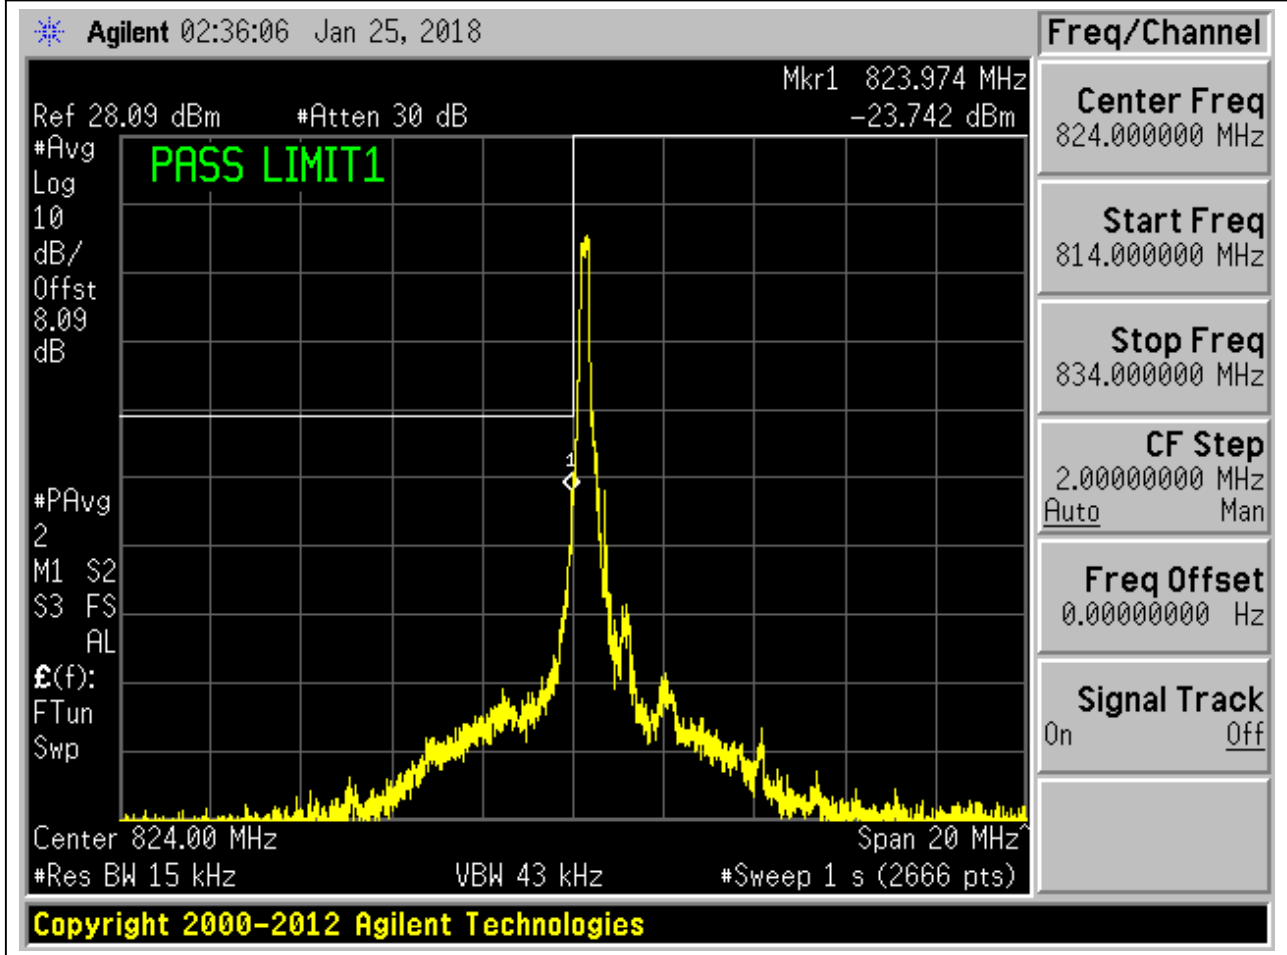 Agilent 02:36:06 Jan 25, 2018
Mkr1 823.974 MHz
Ref 28.09 dBm #Atten 30 dB -23.742 dBm
#Avg
Log
10
dB/
Offst
8.09
dB
PASS LIMIT1
1
#PAvg
2
M1 S2
S3 FS
AL
£(f):
FTun
Swp
Center 824.00 MHz Span 20 MHz^
#Res BW 15 kHz VBW 43 kHz #Sweep 1 s (2666 pts)
Copyright 2000-2012 Agilent Technologies
Freq/Channel
Center Freq
824.000000 MHz
Start Freq
814.000000 MHz
Stop Freq
834.000000 MHz
CF Step
2.00000000 MHz
Auto Man
Freq Offset
0.00000000 Hz
Signal Track
On Off